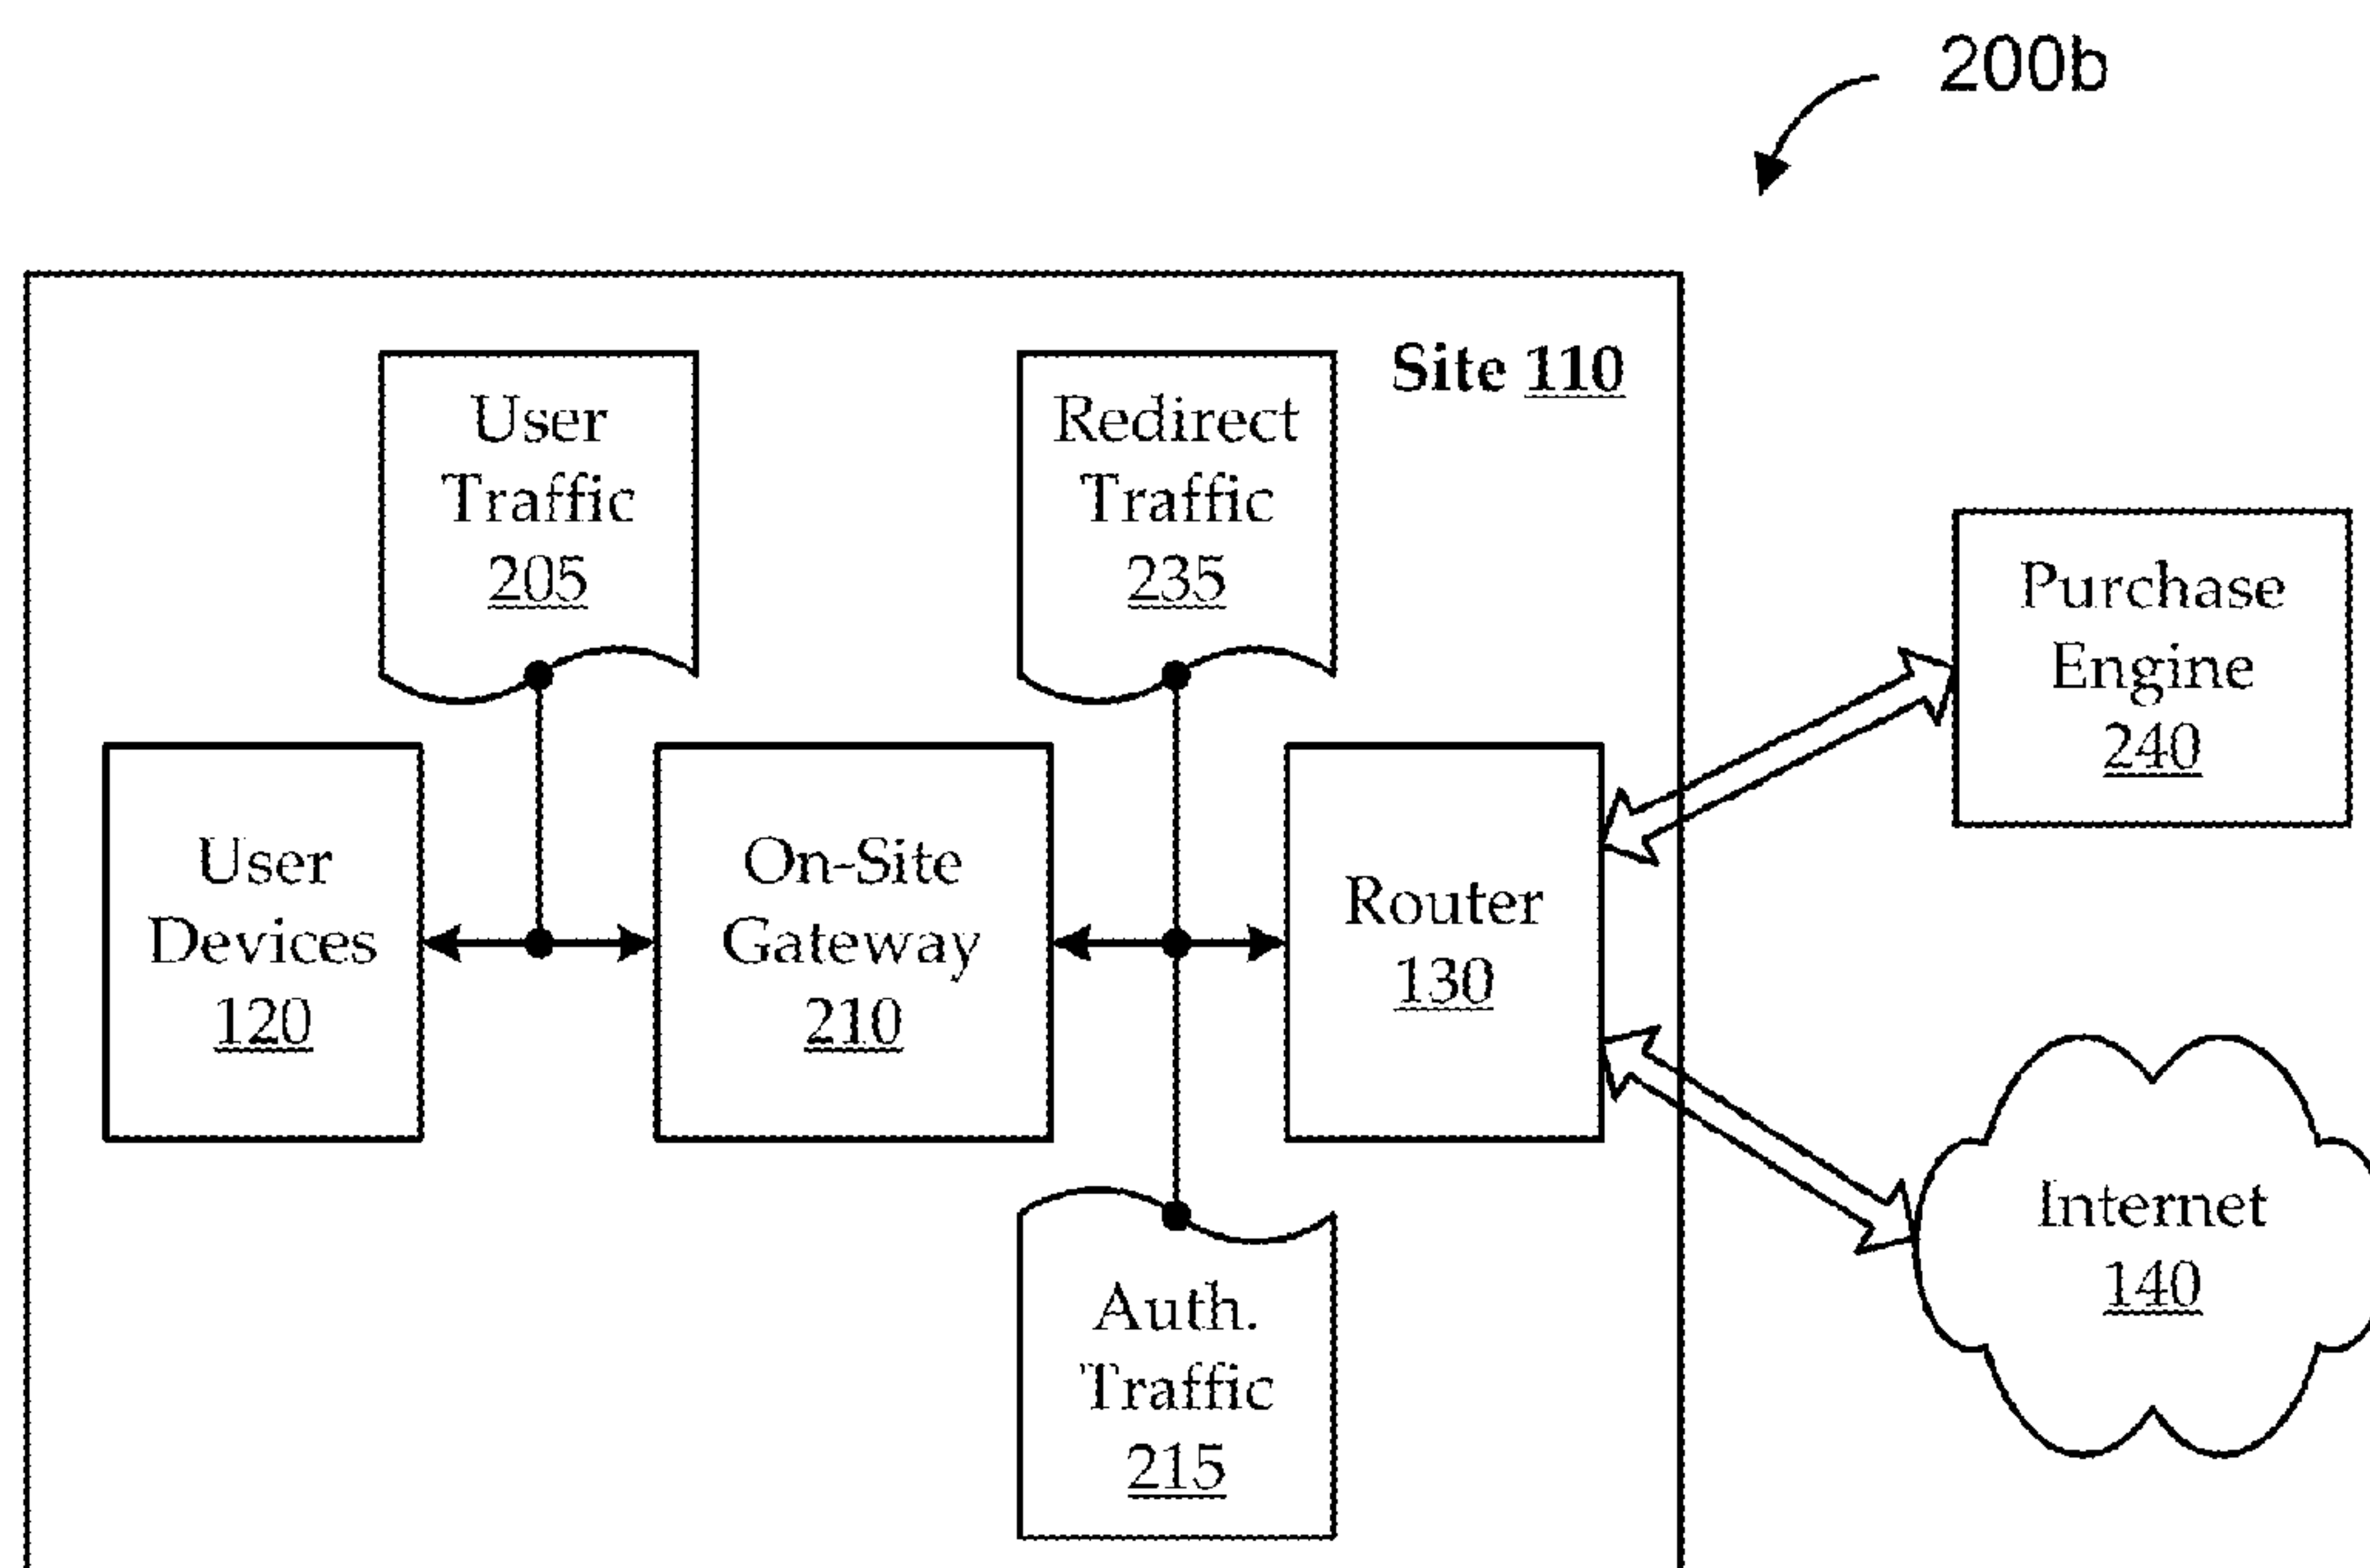 200b
Site 110
User
Traffic
205
Redirect
Traffic
235
Purchase
Engine
240
User
Devices
120
On-Site
Gateway
210
Router
130
Internet
140
Auth.
Traffic
215